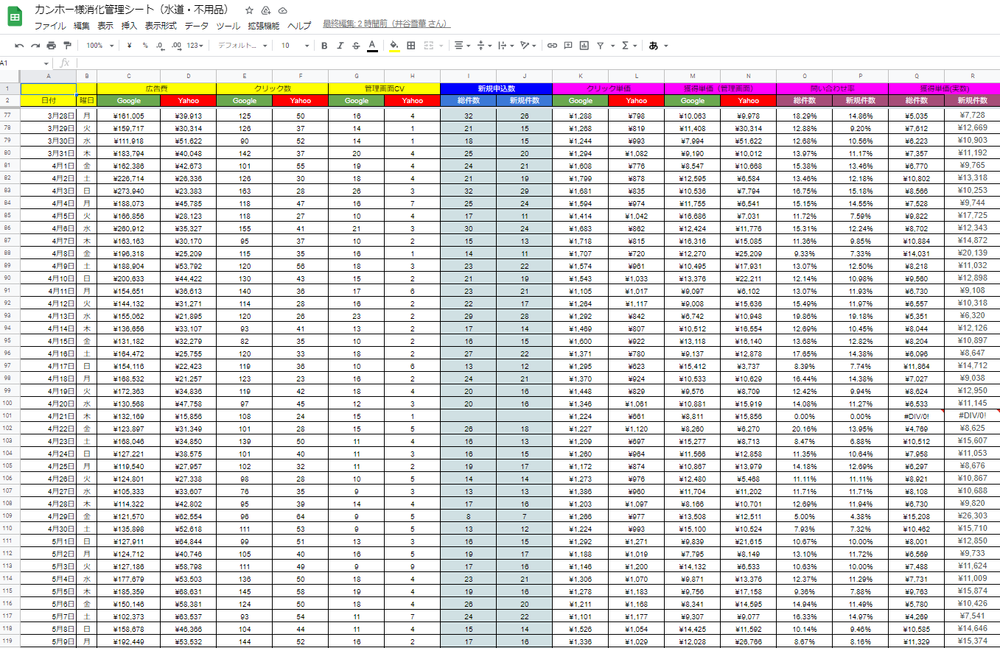 カンホー様消化管理シート（水道・不用品）
ファイル 編集 表示 挿入 表示形式 データ ツール 拡張機能 ヘルプ 最終編集: 2 時間前（井谷雪華 さん）
100% ¥ % .0 .00 123 デフォルト... 10 B I S A あ
A1 fx
A B C D E F G H I J K L M N O P Q R
1 広告費 クリック数 管理画面CV 新規申込数 クリック単価 獲得単価（管理画面） 問い合わせ率 獲得単価(実数)
2 日付 曜日 Google Yahoo Google Yahoo Google Yahoo 総件数 新規件数 Google Yahoo Google Yahoo 総件数 新規件数 総件数 新規件数
77 3月28日 月 ¥161,005 ¥39,913 125 50 16 4 32 26 ¥1,288 ¥798 ¥10,063 ¥9,978 18.29% 14.86% ¥5,035 ¥7,728
78 3月29日 火 ¥159,717 ¥30,314 126 37 14 1 21 15 ¥1,268 ¥819 ¥11,408 ¥30,314 12.88% 9.20% ¥7,612 ¥12,669
79 3月30日 水 ¥111,918 ¥51,622 90 52 14 1 18 15 ¥1,244 ¥993 ¥7,994 ¥51,622 12.68% 10.56% ¥6,223 ¥10,903
80 3月31日 木 ¥183,794 ¥40,048 142 37 20 4 25 20 ¥1,294 ¥1,082 ¥9,190 ¥10,012 13.97% 11.17% ¥7,357 ¥11,192
81 4月1日 金 ¥162,386 ¥42,673 101 55 19 4 24 21 ¥1,608 ¥776 ¥8,547 ¥10,668 15.38% 13.46% ¥6,770 ¥9,765
82 4月2日 土 ¥226,714 ¥26,336 126 30 18 4 21 19 ¥1,799 ¥878 ¥12,595 ¥6,584 13.46% 12.18% ¥10,802 ¥13,318
83 4月3日 日 ¥273,940 ¥23,383 163 28 26 3 32 29 ¥1,681 ¥835 ¥10,536 ¥7,794 16.75% 15.18% ¥8,566 ¥10,253
84 4月4日 月 ¥188,073 ¥45,785 118 47 16 7 25 24 ¥1,594 ¥974 ¥11,755 ¥6,541 15.15% 14.55% ¥7,528 ¥9,744
85 4月5日 火 ¥166,856 ¥28,123 118 27 10 4 17 11 ¥1,414 ¥1,042 ¥16,686 ¥7,031 11.72% 7.59% ¥9,822 ¥17,725
86 4月6日 水 ¥260,912 ¥35,327 155 41 21 3 30 24 ¥1,683 ¥862 ¥12,424 ¥11,776 15.31% 12.24% ¥8,702 ¥12,343
87 4月7日 木 ¥163,163 ¥30,170 95 37 10 2 15 13 ¥1,718 ¥815 ¥16,316 ¥15,085 11.36% 9.85% ¥10,884 ¥14,872
88 4月8日 金 ¥196,318 ¥25,209 115 35 16 1 14 11 ¥1,707 ¥720 ¥12,270 ¥25,209 9.33% 7.33% ¥14,031 ¥20,139
89 4月9日 土 ¥188,904 ¥53,792 120 56 18 3 23 22 ¥1,574 ¥961 ¥10,495 ¥17,931 13.07% 12.50% ¥8,218 ¥11,032
90 4月10日 日 ¥200,633 ¥44,422 130 43 15 2 21 19 ¥1,543 ¥1,033 ¥13,376 ¥22,211 12.14% 10.98% ¥9,560 ¥12,898
91 4月11日 月 ¥154,651 ¥36,613 140 36 17 6 23 21 ¥1,105 ¥1,017 ¥9,097 ¥6,102 13.07% 11.93% ¥6,730 ¥9,108
92 4月12日 火 ¥144,132 ¥31,271 114 28 16 2 22 17 ¥1,264 ¥1,117 ¥9,008 ¥15,636 15.49% 11.97% ¥6,557 ¥10,318
93 4月13日 水 ¥155,062 ¥21,895 120 26 23 2 29 28 ¥1,292 ¥842 ¥6,742 ¥10,948 19.86% 19.18% ¥5,351 ¥6,320
94 4月14日 木 ¥136,656 ¥33,107 93 41 13 2 17 14 ¥1,469 ¥807 ¥10,512 ¥16,554 12.69% 10.45% ¥8,044 ¥12,126
95 4月15日 金 ¥131,182 ¥32,279 82 35 10 2 16 15 ¥1,600 ¥922 ¥13,118 ¥16,140 13.68% 12.82% ¥8,204 ¥10,897
96 4月16日 土 ¥164,472 ¥25,755 120 33 18 2 27 22 ¥1,371 ¥780 ¥9,137 ¥12,878 17.65% 14.38% ¥6,096 ¥8,647
97 4月17日 日 ¥154,116 ¥22,423 119 36 10 6 13 12 ¥1,295 ¥623 ¥15,412 ¥3,737 8.39% 7.74% ¥11,864 ¥14,712
98 4月18日 月 ¥168,532 ¥21,257 123 23 16 2 24 21 ¥1,370 ¥924 ¥10,533 ¥10,629 16.44% 14.38% ¥7,027 ¥9,038
99 4月19日 火 ¥172,363 ¥34,836 119 42 18 4 20 16 ¥1,448 ¥829 ¥9,576 ¥8,709 12.42% 9.94% ¥8,624 ¥12,950
100 4月20日 水 ¥130,568 ¥47,758 97 45 12 3 20 16 ¥1,346 ¥1,061 ¥10,881 ¥15,919 14.08% 11.27% ¥6,533 ¥11,145
101 4月21日 木 ¥132,169 ¥15,856 108 24 15 1 ¥1,224 ¥661 ¥8,811 ¥15,856 0.00% 0.00% #DIV/0! #DIV/0!
102 4月22日 金 ¥123,897 ¥31,349 101 28 15 5 26 18 ¥1,227 ¥1,120 ¥8,260 ¥6,270 20.16% 13.95% ¥4,769 ¥8,625
103 4月23日 土 ¥168,046 ¥34,850 139 50 11 4 16 13 ¥1,209 ¥697 ¥15,277 ¥8,713 8.47% 6.88% ¥10,512 ¥15,607
104 4月24日 日 ¥127,221 ¥38,575 101 40 11 3 16 15 ¥1,260 ¥964 ¥11,566 ¥12,858 11.35% 10.64% ¥7,958 ¥11,053
105 4月25日 月 ¥119,540 ¥27,957 102 32 11 2 19 17 ¥1,172 ¥874 ¥10,867 ¥13,979 14.18% 12.69% ¥6,297 ¥8,676
106 4月26日 火 ¥124,801 ¥27,338 98 28 10 5 14 14 ¥1,273 ¥976 ¥12,480 ¥5,468 11.11% 11.11% ¥8,921 ¥10,867
107 4月27日 水 ¥105,333 ¥33,607 76 35 9 3 13 13 ¥1,386 ¥960 ¥11,704 ¥11,202 11.71% 11.71% ¥8,108 ¥10,688
108 4月28日 木 ¥114,322 ¥42,802 95 39 14 4 17 16 ¥1,203 ¥1,097 ¥8,166 ¥10,701 12.69% 11.94% ¥6,730 ¥9,820
109 4月29日 金 ¥121,570 ¥62,554 96 64 9 5 8 7 ¥1,266 ¥977 ¥13,508 ¥12,511 5.00% 4.38% ¥15,208 ¥26,303
110 4月30日 土 ¥135,898 ¥52,618 111 53 9 5 13 12 ¥1,224 ¥993 ¥15,100 ¥10,524 7.93% 7.32% ¥10,462 ¥15,710
111 5月1日 日 ¥127,911 ¥64,844 99 51 13 3 16 15 ¥1,292 ¥1,271 ¥9,839 ¥21,615 10.67% 10.00% ¥8,001 ¥12,850
112 5月2日 月 ¥124,712 ¥40,746 105 40 16 5 19 17 ¥1,188 ¥1,019 ¥7,795 ¥8,149 13.10% 11.72% ¥6,569 ¥9,733
113 5月3日 火 ¥127,186 ¥58,798 111 49 9 9 17 16 ¥1,146 ¥1,200 ¥14,132 ¥6,533 10.63% 10.00% ¥7,488 ¥11,624
114 5月4日 水 ¥177,679 ¥53,503 136 50 18 4 23 21 ¥1,306 ¥1,070 ¥9,871 ¥13,376 12.37% 11.29% ¥7,731 ¥11,009
115 5月5日 木 ¥185,359 ¥68,631 145 58 19 4 19 16 ¥1,278 ¥1,183 ¥9,756 ¥17,158 9.36% 7.88% ¥9,763 ¥15,874
116 5月6日 金 ¥150,146 ¥58,381 124 50 18 4 26 20 ¥1,211 ¥1,168 ¥8,341 ¥14,595 14.94% 11.49% ¥5,780 ¥10,426
117 5月7日 土 ¥102,373 ¥63,537 93 54 11 7 24 22 ¥1,101 ¥1,177 ¥9,307 ¥9,077 16.33% 14.97% ¥4,269 ¥7,541
118 5月8日 日 ¥158,678 ¥46,366 104 44 11 4 15 14 ¥1,526 ¥1,054 ¥14,425 ¥11,592 10.14% 9.46% ¥10,585 ¥14,646
119 5月9日 月 ¥192,449 ¥53,532 144 52 16 2 17 16 ¥1,336 ¥1,029 ¥12,028 ¥26,766 8.67% 8.16% ¥11,329 ¥15,374